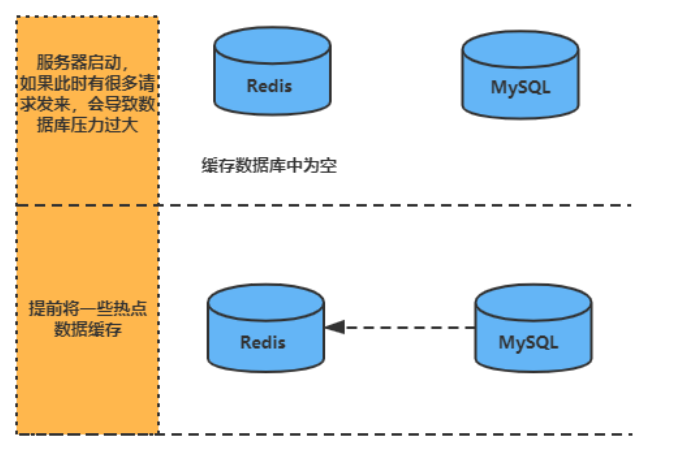 服务器启动，
如果此时有很多请
求发来，会导致数
据库压力过大
Redis
MySQL
缓存数据库中为空
提前将一些热点
数据缓存
Redis
MySQL